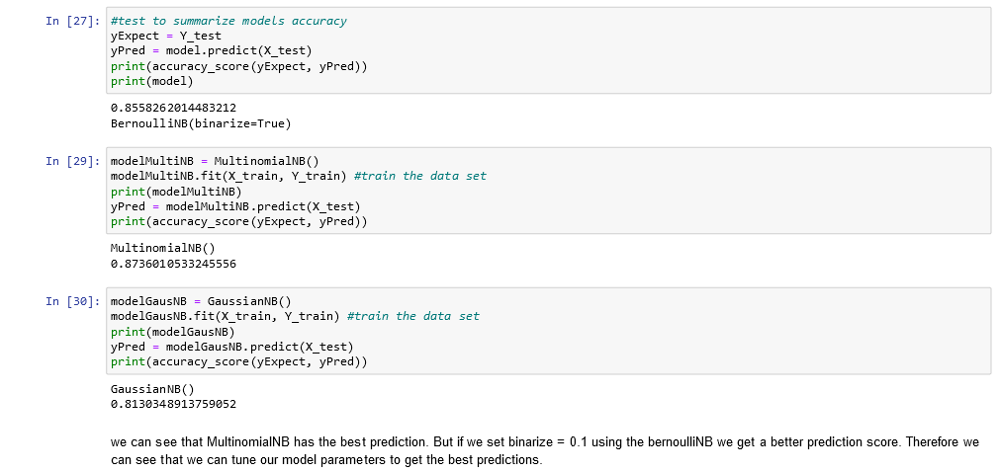 In [27]: #test to summarize models accuracy
yExpect = Y_test
yPred = model.predict(X_test)
print(accuracy_score(yExpect, yPred))
print(model)
0.8558262014483212
BernoulliNB(binarize=True)
In [29]: modelMultiNB = MultinomialNB()
modelMultiNB.fit(X_train, Y_train) #train the data set
print(modelMultiNB)
yPred = modelMultiNB.predict(X_test)
print(accuracy_score(yExpect, yPred))
MultinomialNB()
0.8736010533245556
In [30]: modelGausNB = GaussianNB()
modelGausNB.fit(X_train, Y_train) #train the data set
print(modelGausNB)
yPred = modelGausNB.predict(X_test)
print(accuracy_score(yExpect, yPred))
GaussianNB()
0.8130348913759052
we can see that MultinomialNB has the best prediction. But if we set binarize = 0.1 using the bernoulliNB we get a better prediction score. Therefore we
can see that we can tune our model parameters to get the best predictions.